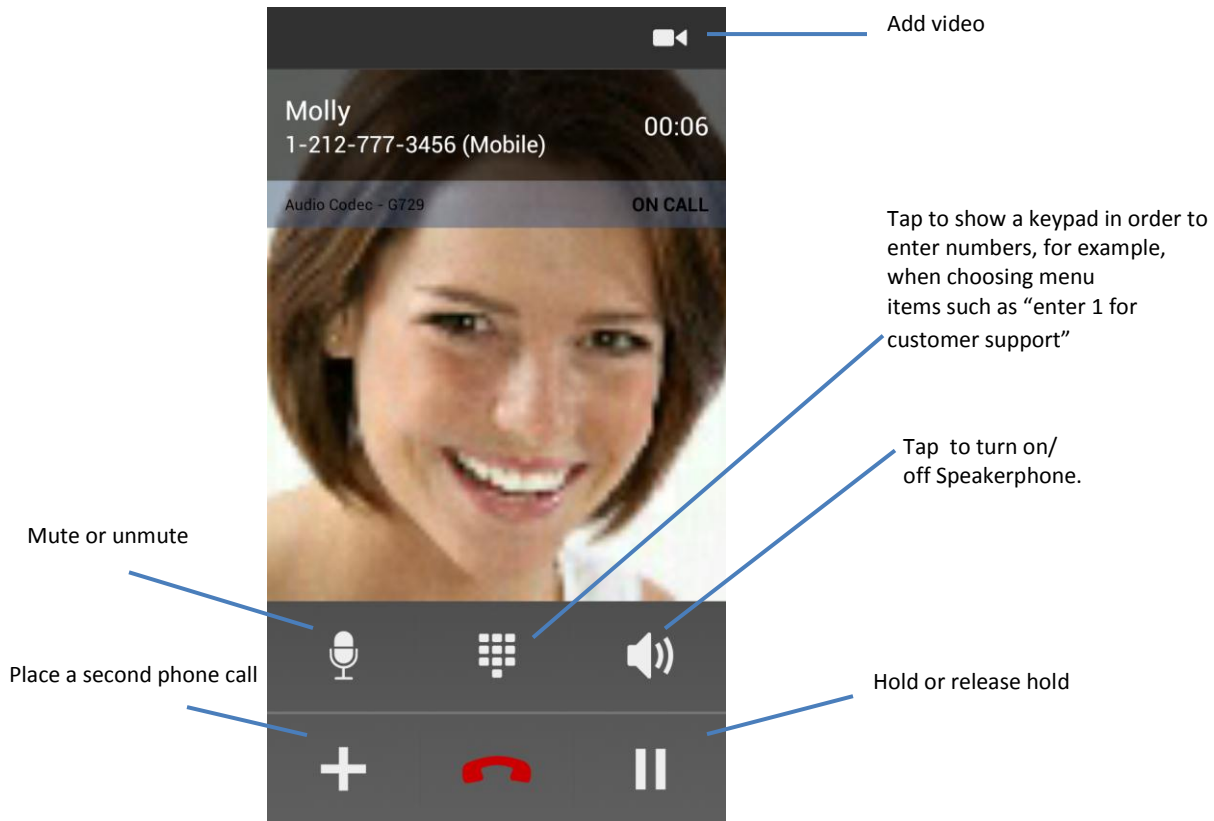 Add video
Molly
1-212-777-3456 (Mobile)
00:06
Audio Codec - G729
ON CALL
Tap to show a keypad in order to
enter numbers, for example,
when choosing menu
items such as “enter 1 for
customer support”
Tap to turn on/
off Speakerphone.
Mute or unmute
Place a second phone call
Hold or release hold